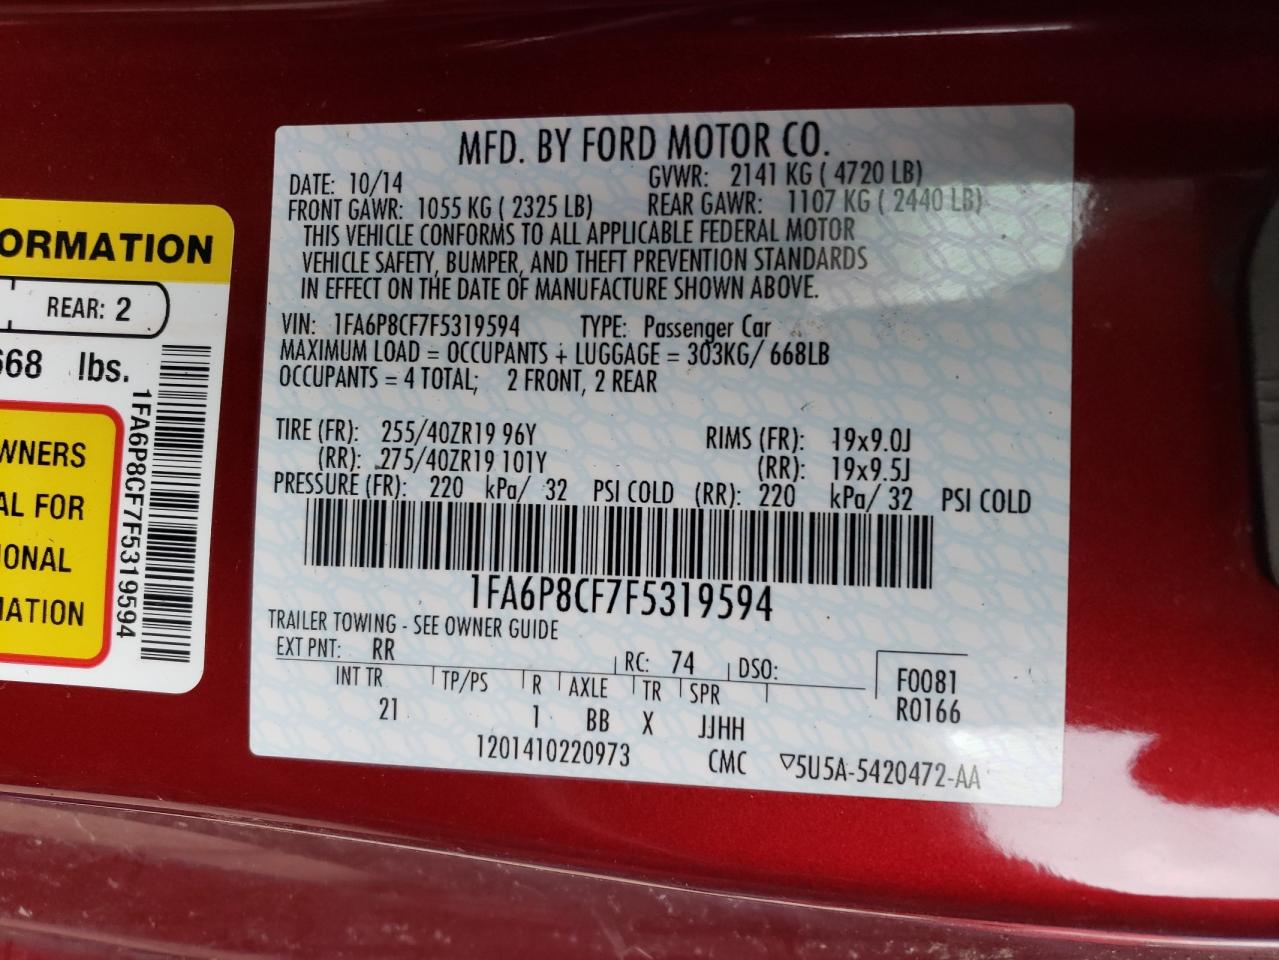 ORMATION
REAR: 2
668 lbs.
WNERS
AL FOR
IONAL
MATION
1FA6P8CF7F5319594
MFD. BY FORD MOTOR CO.
DATE: 10/14 GVWR: 2141 KG ( 4720 LB)
FRONT GAWR: 1055 KG ( 2325 LB) REAR GAWR: 1107 KG ( 2440 LB)
THIS VEHICLE CONFORMS TO ALL APPLICABLE FEDERAL MOTOR
VEHICLE SAFETY, BUMPER, AND THEFT PREVENTION STANDARDS
IN EFFECT ON THE DATE OF MANUFACTURE SHOWN ABOVE.
VIN: 1FA6P8CF7F5319594 TYPE: Passenger Car
MAXIMUM LOAD = OCCUPANTS + LUGGAGE = 303KG/ 668LB
OCCUPANTS = 4 TOTAL; 2 FRONT, 2 REAR
TIRE (FR): 255/40ZR19 96Y RIMS (FR): 19x9.0J
(RR): 275/40ZR19 101Y (RR): 19x9.5J
PRESSURE (FR): 220 kPa/ 32 PSI COLD (RR): 220 kPa/ 32 PSI COLD
1FA6P8CF7F5319594
TRAILER TOWING - SEE OWNER GUIDE
EXT PNT: RR RC: 74 DSO:
INT TR TP/PS R AXLE TR SPR
21 1 BB X JJHH
F0081
R0166
1201410220973 CMC ▽5U5A-5420472-AA